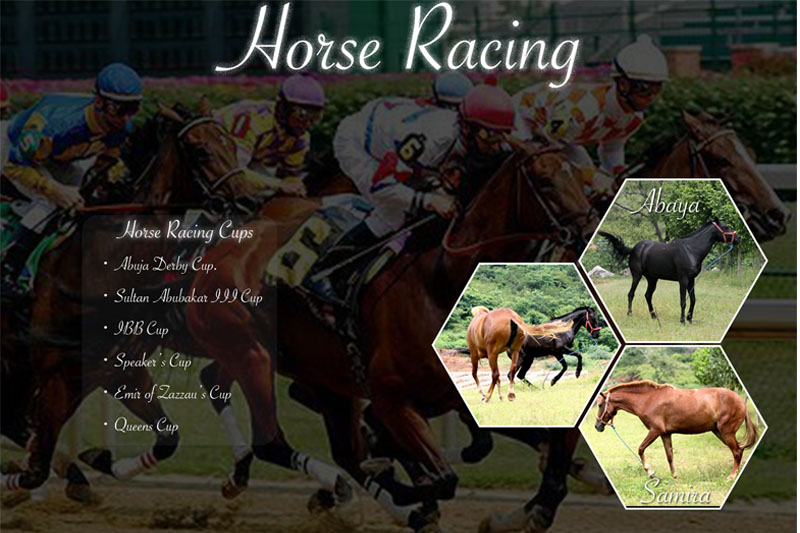 Horse Racing
Horse Racing Cups
• Abuja Derby Cup.
• Sultan Abubakar III Cup
• IBB Cup
• Speaker's Cup
• Emir of Zazzau's Cup
• Queens Cup
Abaya
Samira
6